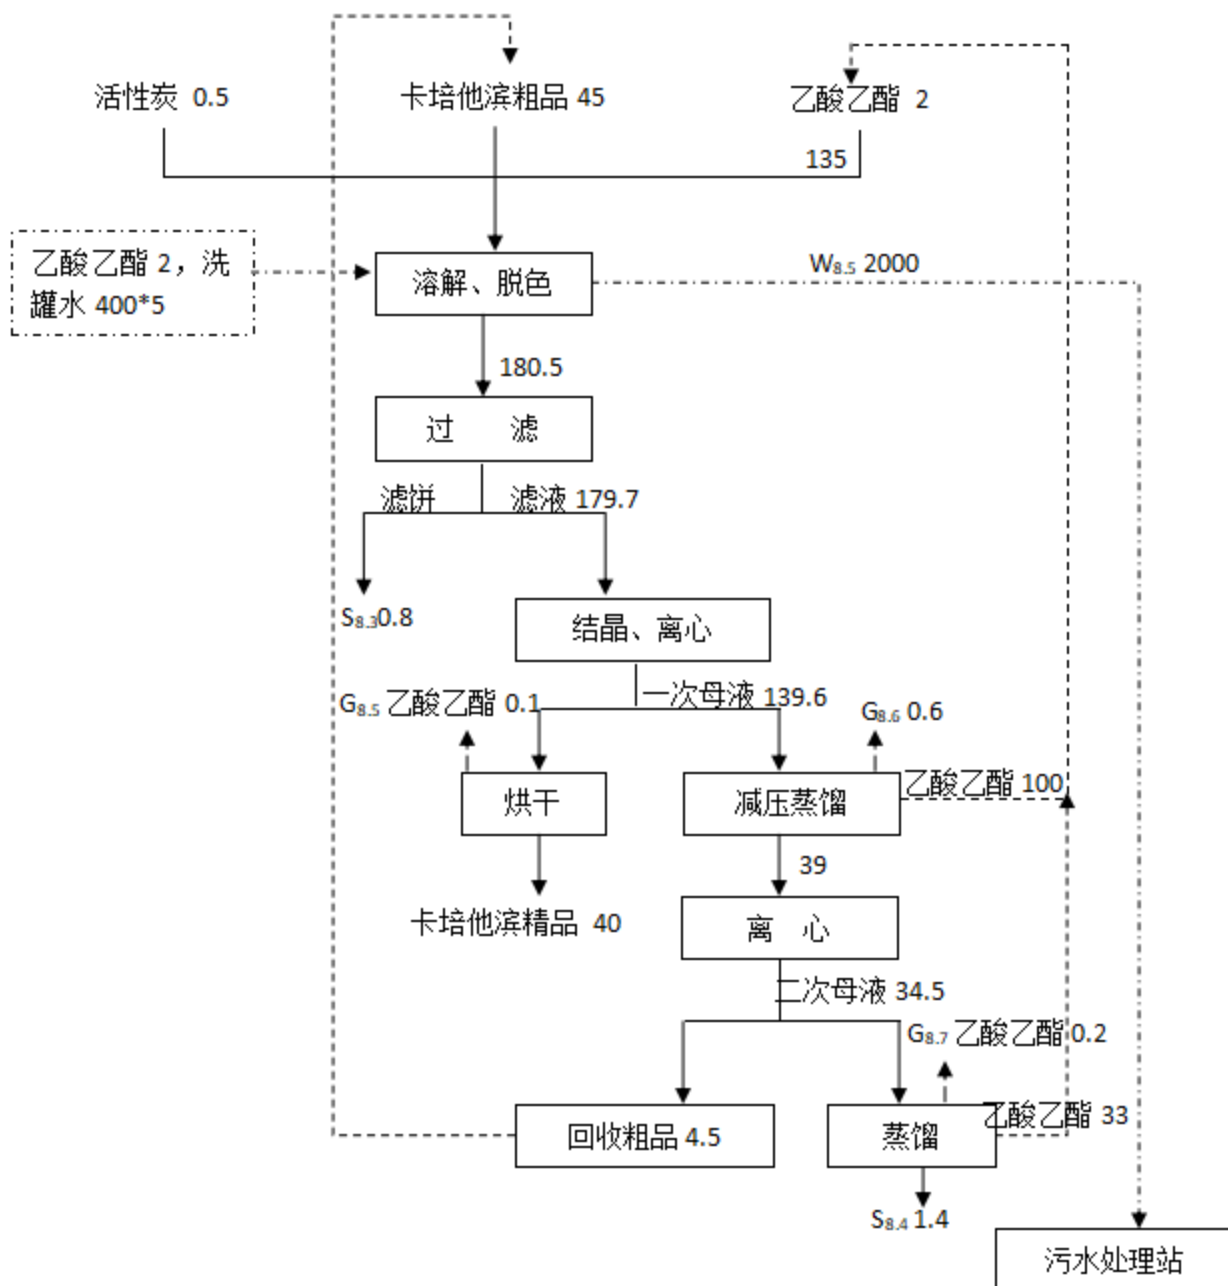 活性炭 0.5
卡培他滨粗品 45
乙酸乙酯 2
135
乙酸乙酯 2，洗
罐水 400*5
溶解、脱色
W8.5 2000
180.5
过 滤
滤饼
滤液 179.7
S8.3 0.8
结晶、离心
一次母液 139.6
G8.5 乙酸乙酯 0.1
G8.6 0.6
烘干
减压蒸馏
乙酸乙酯 100
39
卡培他滨精品 40
离 心
二次母液 34.5
G8.7 乙酸乙酯 0.2
回收粗品 4.5
蒸馏
乙酸乙酯 33
S8.4 1.4
污水处理站